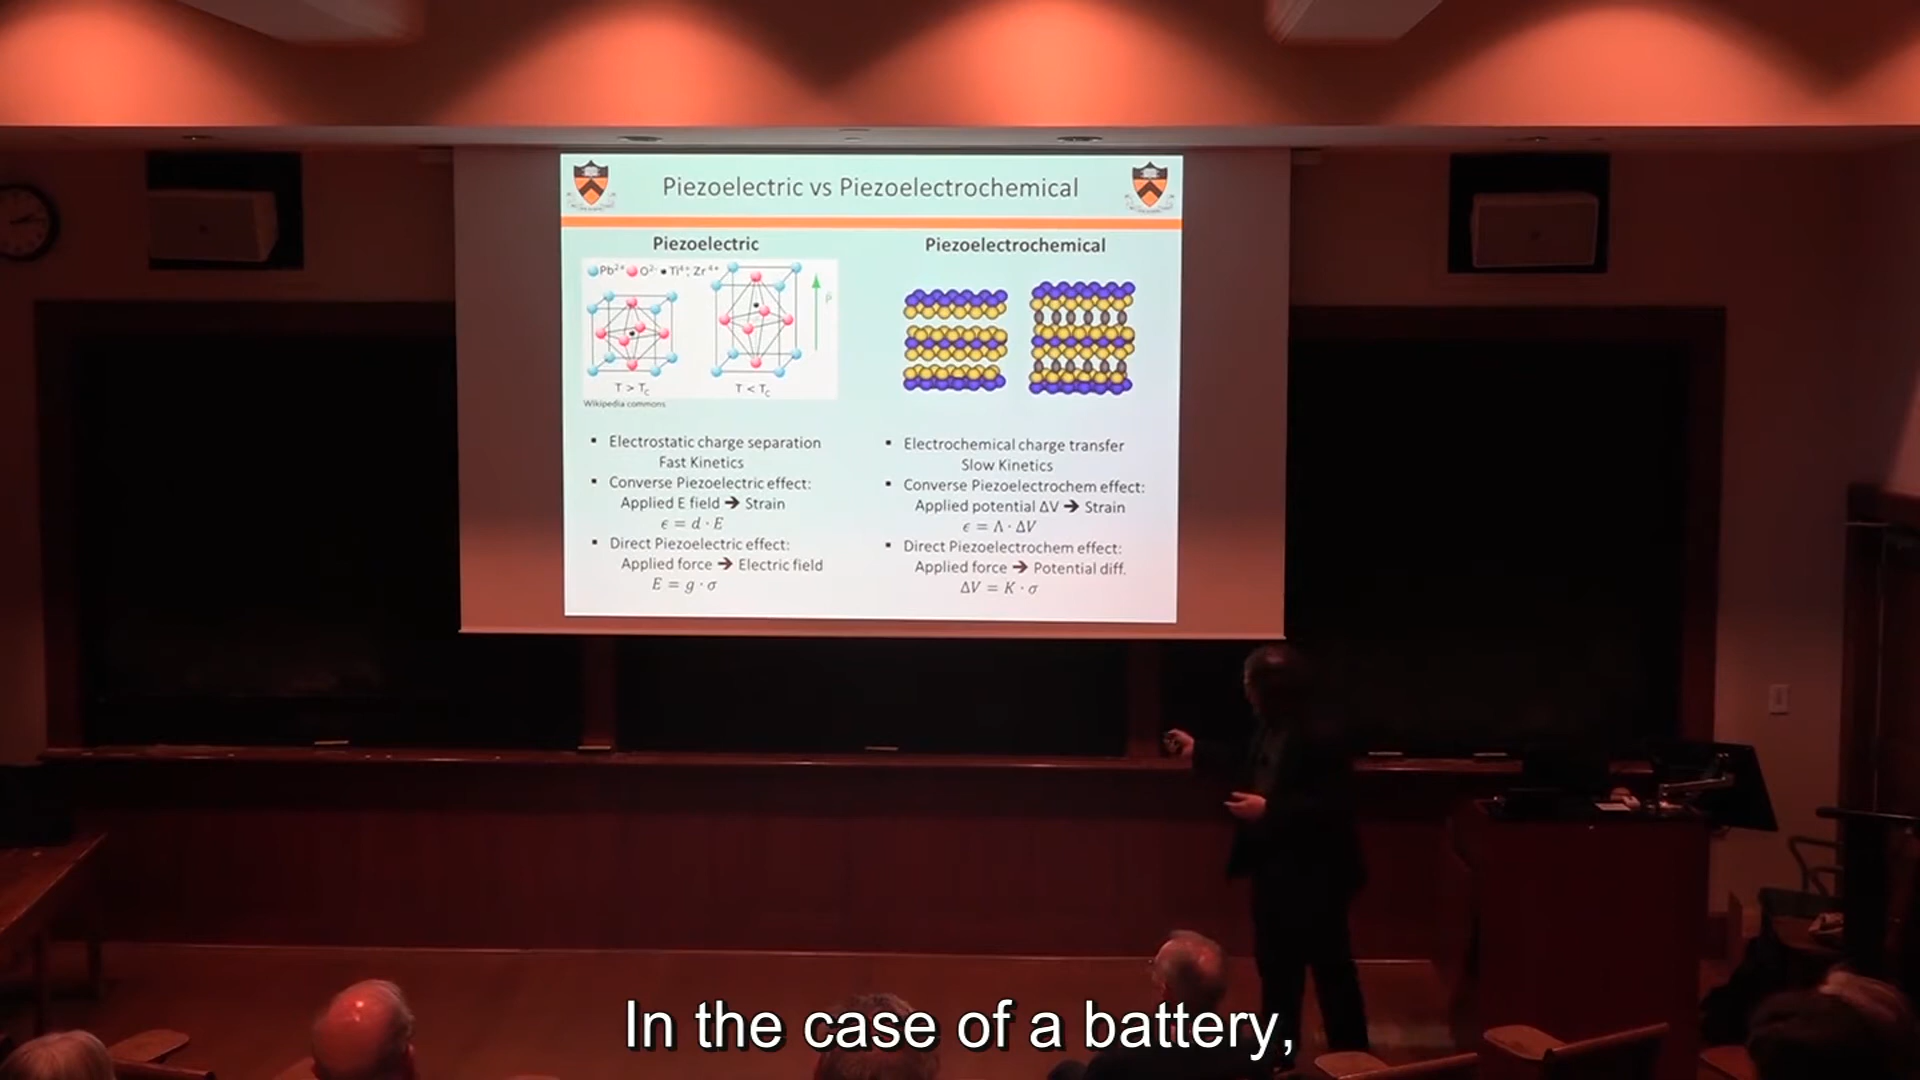 Piezoelectric vs Piezoelectrochemical
Piezoelectric
Pb2+ O2- Ti4+, Zr4+
P
T > TC
T < TC
Wikipedia commons
▪ Electrostatic charge separation
Fast Kinetics
▪ Converse Piezoelectric effect:
Applied E field ➔ Strain
ϵ = d · E
▪ Direct Piezoelectric effect:
Applied force ➔ Electric field
E = g · σ
Piezoelectrochemical
▪ Electrochemical charge transfer
Slow Kinetics
▪ Converse Piezoelectrochem effect:
Applied potential ΔV ➔ Strain
ϵ = Λ · ΔV
▪ Direct Piezoelectrochem effect:
Applied force ➔ Potential diff.
ΔV = K · σ
In the case of a battery,